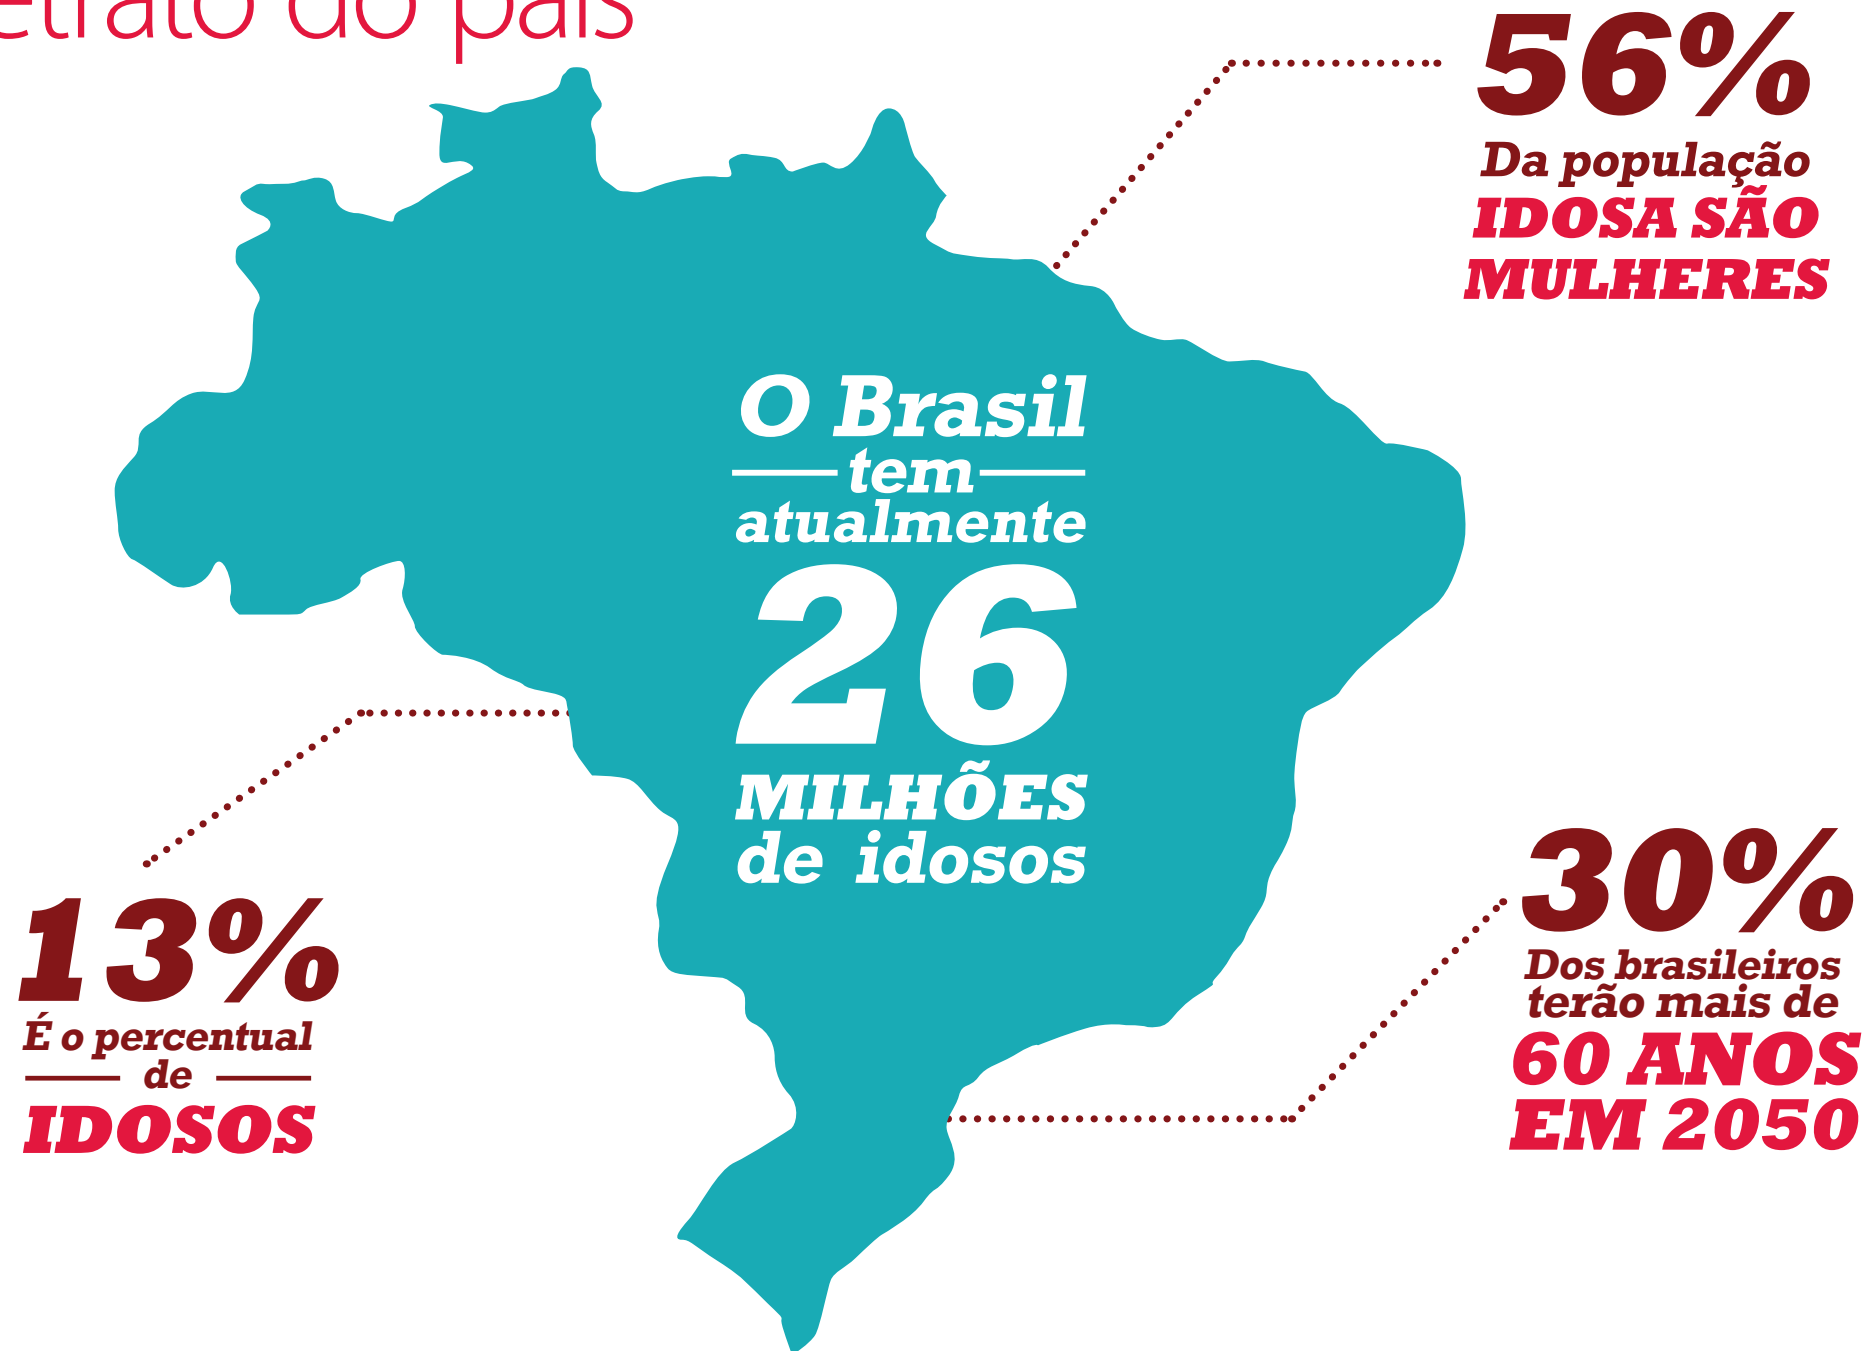 do país
56%
Da população
IDOSA SÃO
MULHERES
O Brasil
tem
atualmente
26
MILHÕES
de idosos
13%
É o percentual
de
IDOSOS
30%
Dos brasileiros
terão mais de
60 ANOS
EM 2050